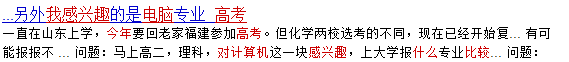 ...另外我感兴趣的是电脑专业 高考
一直在山东上学，今年要回老家福建参加高考。但化学两校选考的不同，现在已经开始复... 有可
能报报不 ... 问题：马上高二，理科，对计算机这一块感兴趣，上大学报什么专业比较... 问题：